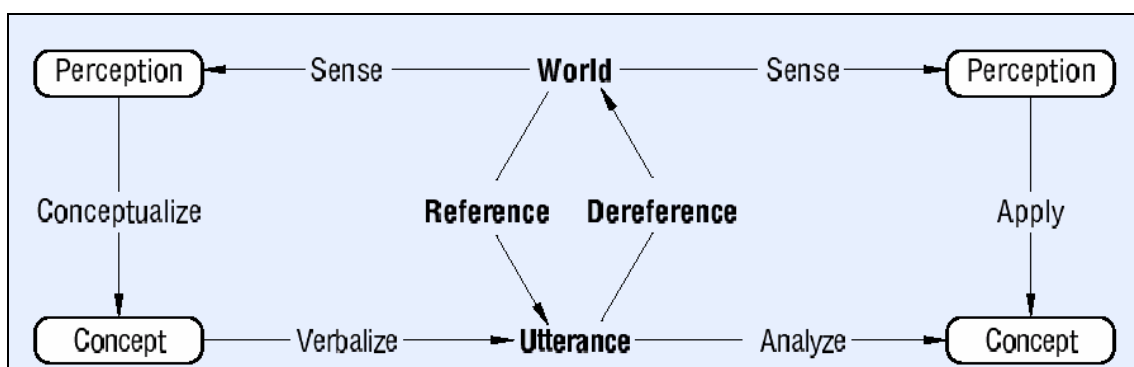 Perception Sense World Sense Perception
Conceptualize Reference Dereference Apply
Concept Verbalize Utterance Analyze Concept